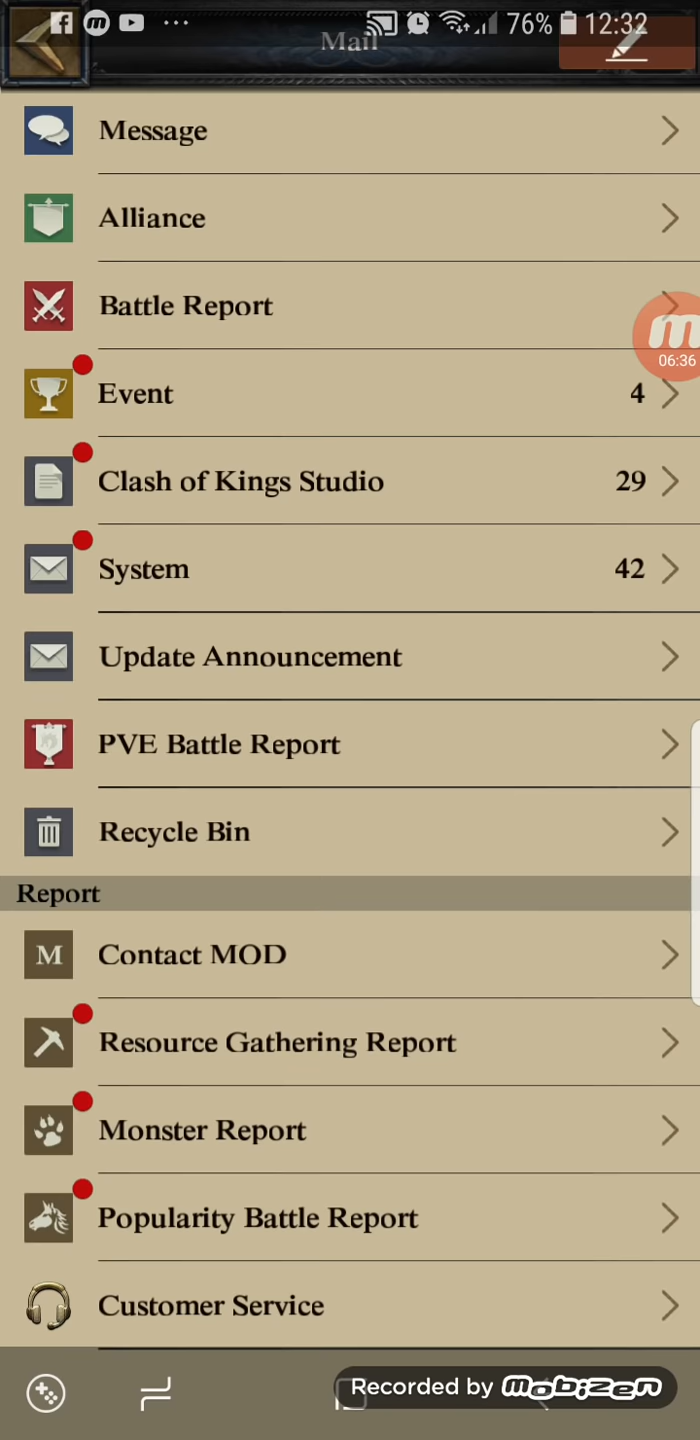 76% 12:32
Mail
Message
Alliance
Battle Report
06:36
Event 4
Clash of Kings Studio 29
System 42
Update Announcement
PVE Battle Report
Recycle Bin
Report
M Contact MOD
Resource Gathering Report
Monster Report
Popularity Battle Report
Customer Service
Recorded by mobizen